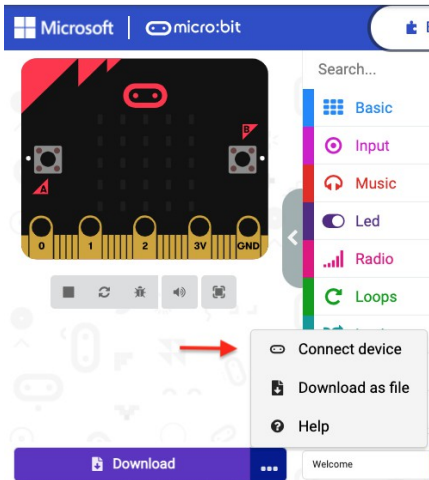 Microsoft micro:bit
B
Search...
Basic
B
Input
A
Music
Led
0 1 2 3V GND
Radio
Loops
Connect device
Download as file
Help
Download ...
Welcome